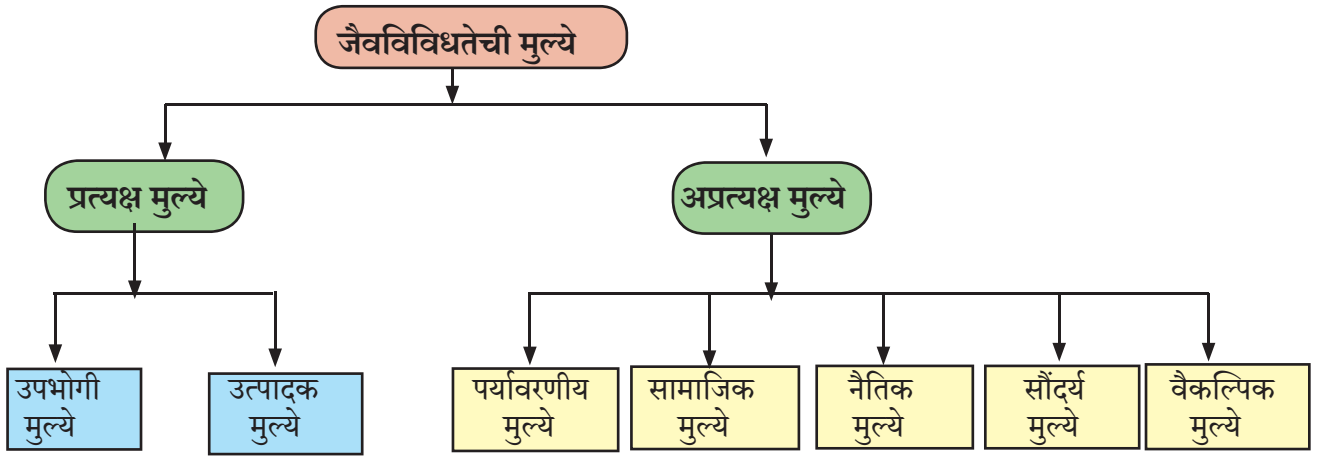 जैवविविधतेची मुल्ये
प्रत्यक्ष मुल्ये
अप्रत्यक्ष मुल्ये
उपभोगी
मुल्ये
उत्पादक
मुल्ये
पर्यावरणीय
मुल्ये
सामाजिक
मुल्ये
नैतिक
मुल्ये
सौंदर्य
मुल्ये
वैकल्पिक
मुल्ये